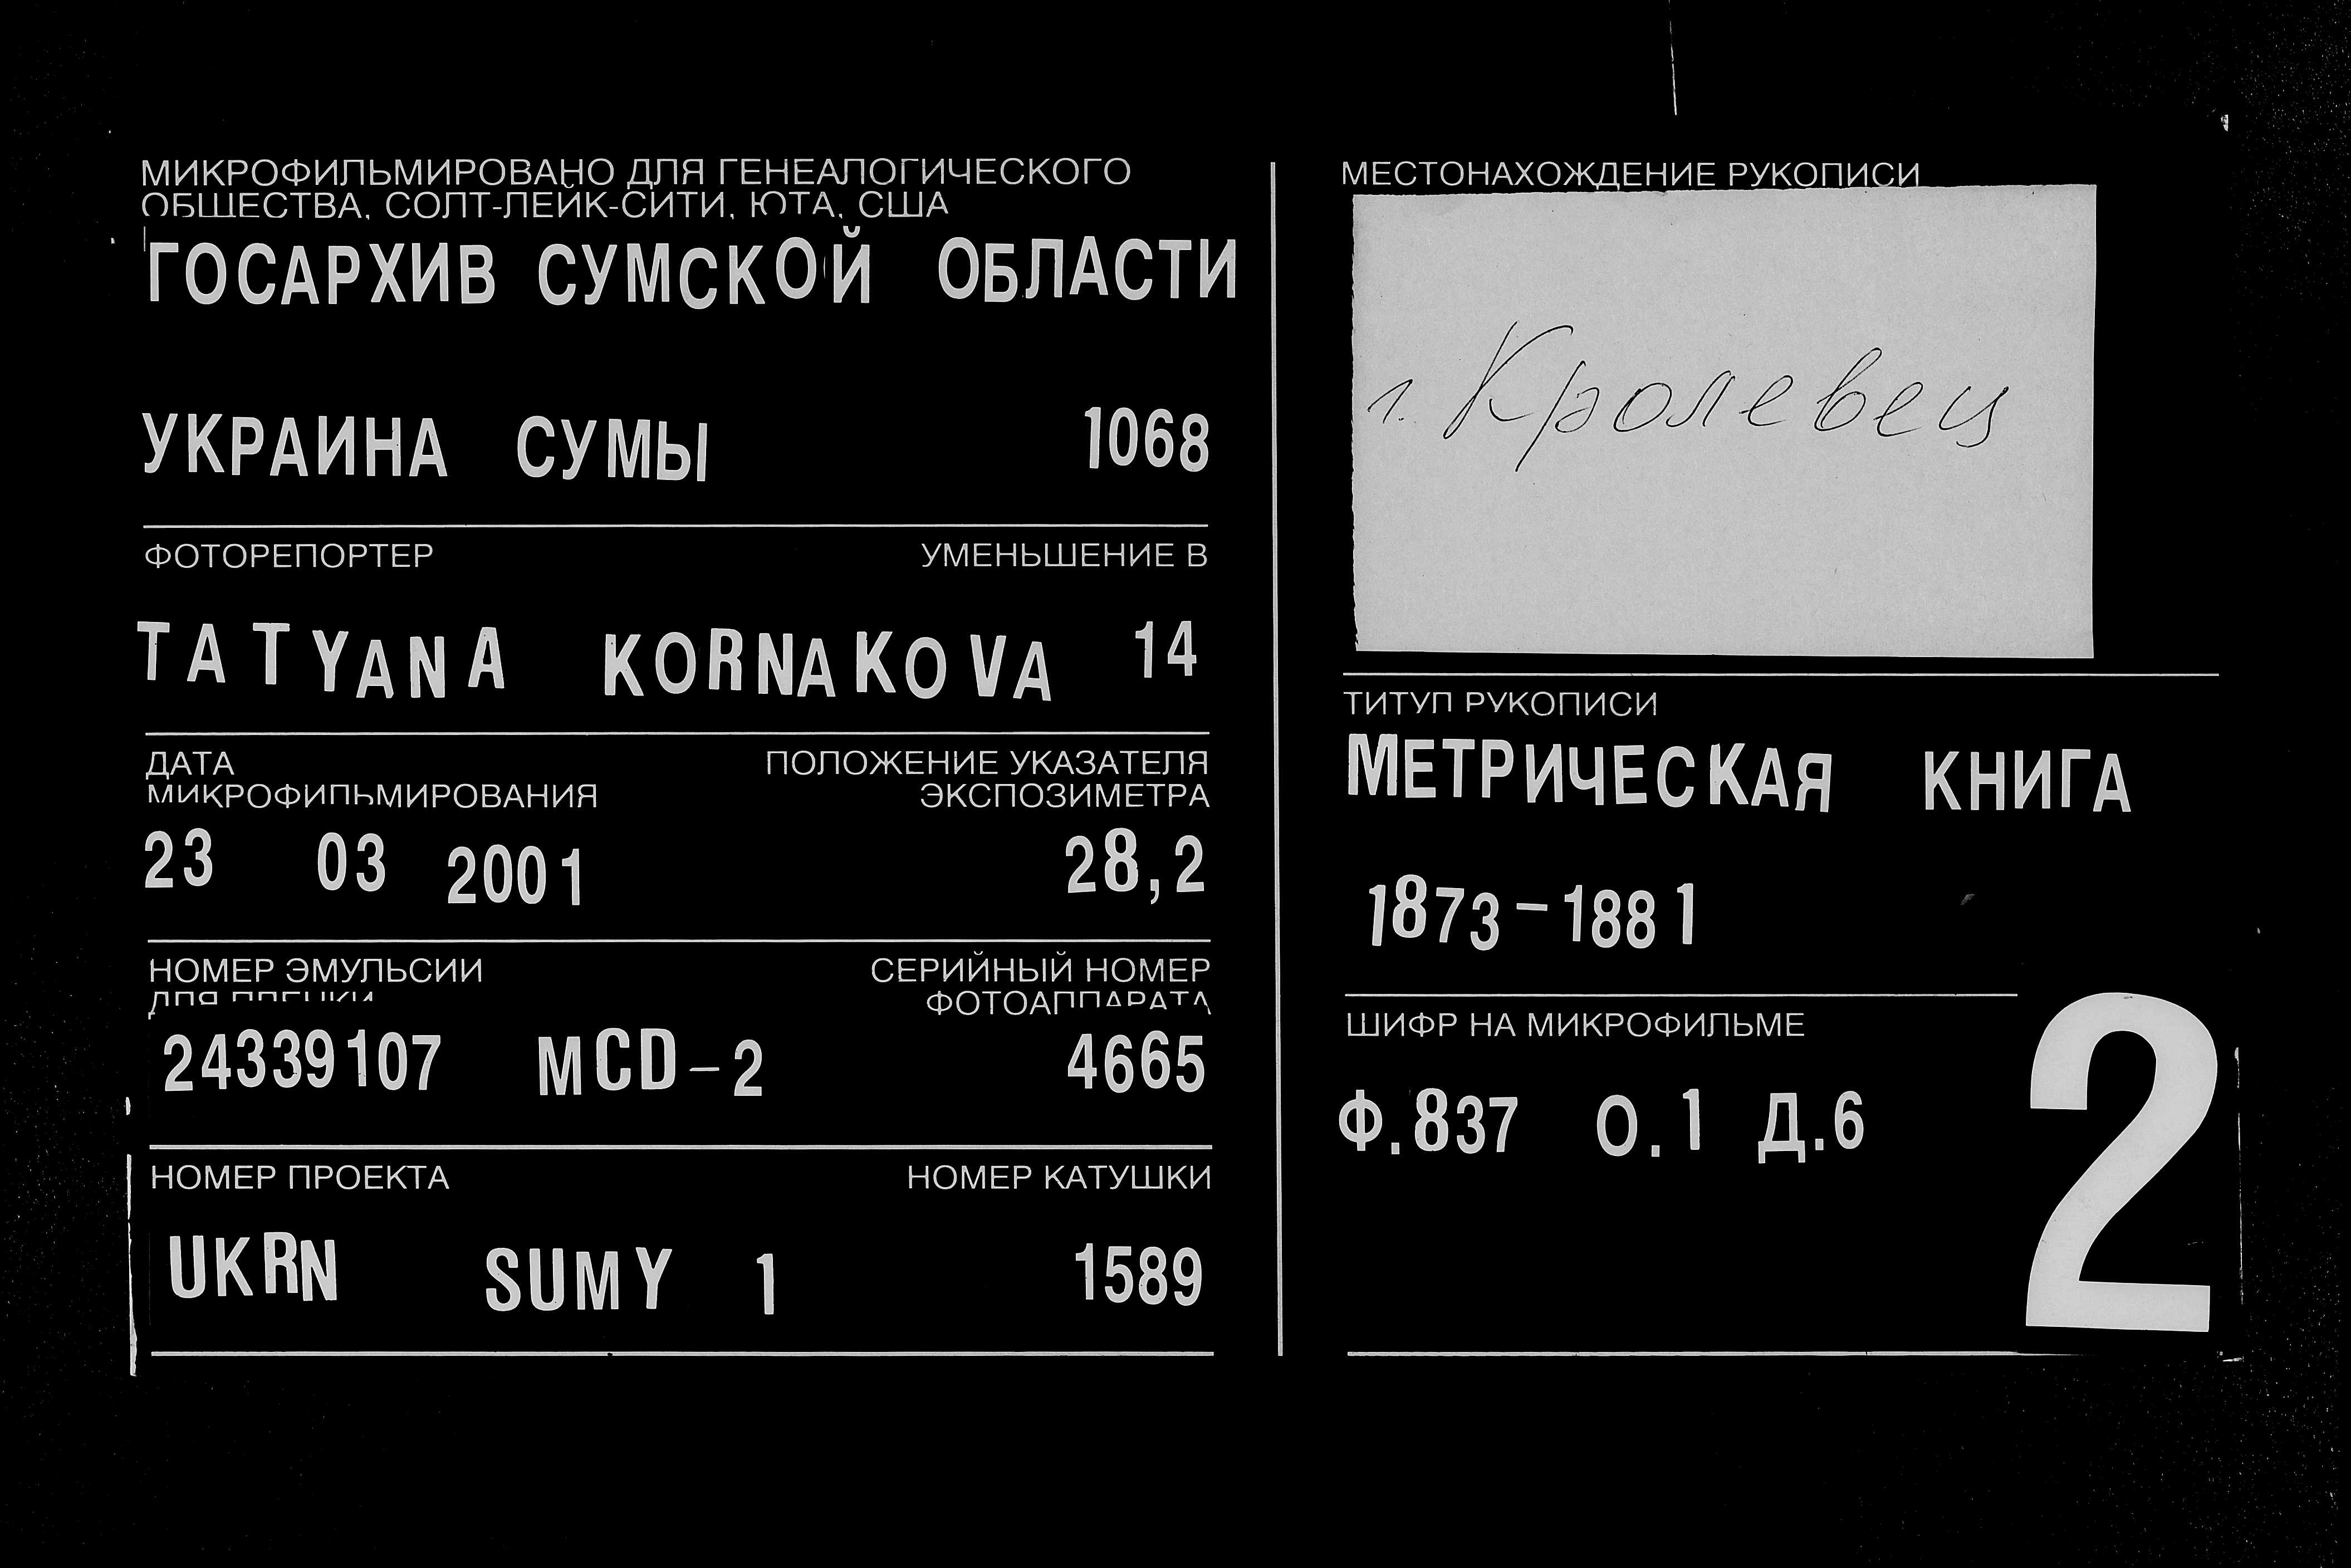 МИКРОФИЛЬМИРОВАНО ДЛЯ ГЕНЕАЛОГИЧЕСКОГО
ОБЩЕСТВА, СОЛТ-ЛЕЙК-СИТИ, ЮТА, США
ГОСАРХИВ СУМСКОЙ ОБЛАСТИ
УКРАИНА СУМЫ 1068
ФОТОРЕПОРТЕР УМЕНЬШЕНИЕ В
TATYANA KORNAKOVA 14
ДАТА ПОЛОЖЕНИЕ УКАЗАТЕЛЯ
МИКРОФИЛЬМИРОВАНИЯ ЭКСПОЗИМЕТРА
23 03 2001 28,2
НОМЕР ЭМУЛЬСИИ СЕРИЙНЫЙ НОМЕР
ДЛЯ ПЛЕНКИ ФОТОАППАРАТА
24339107 MCD-2 4665
НОМЕР ПРОЕКТА НОМЕР КАТУШКИ
UKRN SUMY 1 1589
МЕСТОНАХОЖДЕНИЕ РУКОПИСИ
г. Кролевец
ТИТУЛ РУКОПИСИ
МЕТРИЧЕСКАЯ КНИГА
1873-1881
ШИФР НА МИКРОФИЛЬМЕ
Ф.837 О.1 Д.6
2